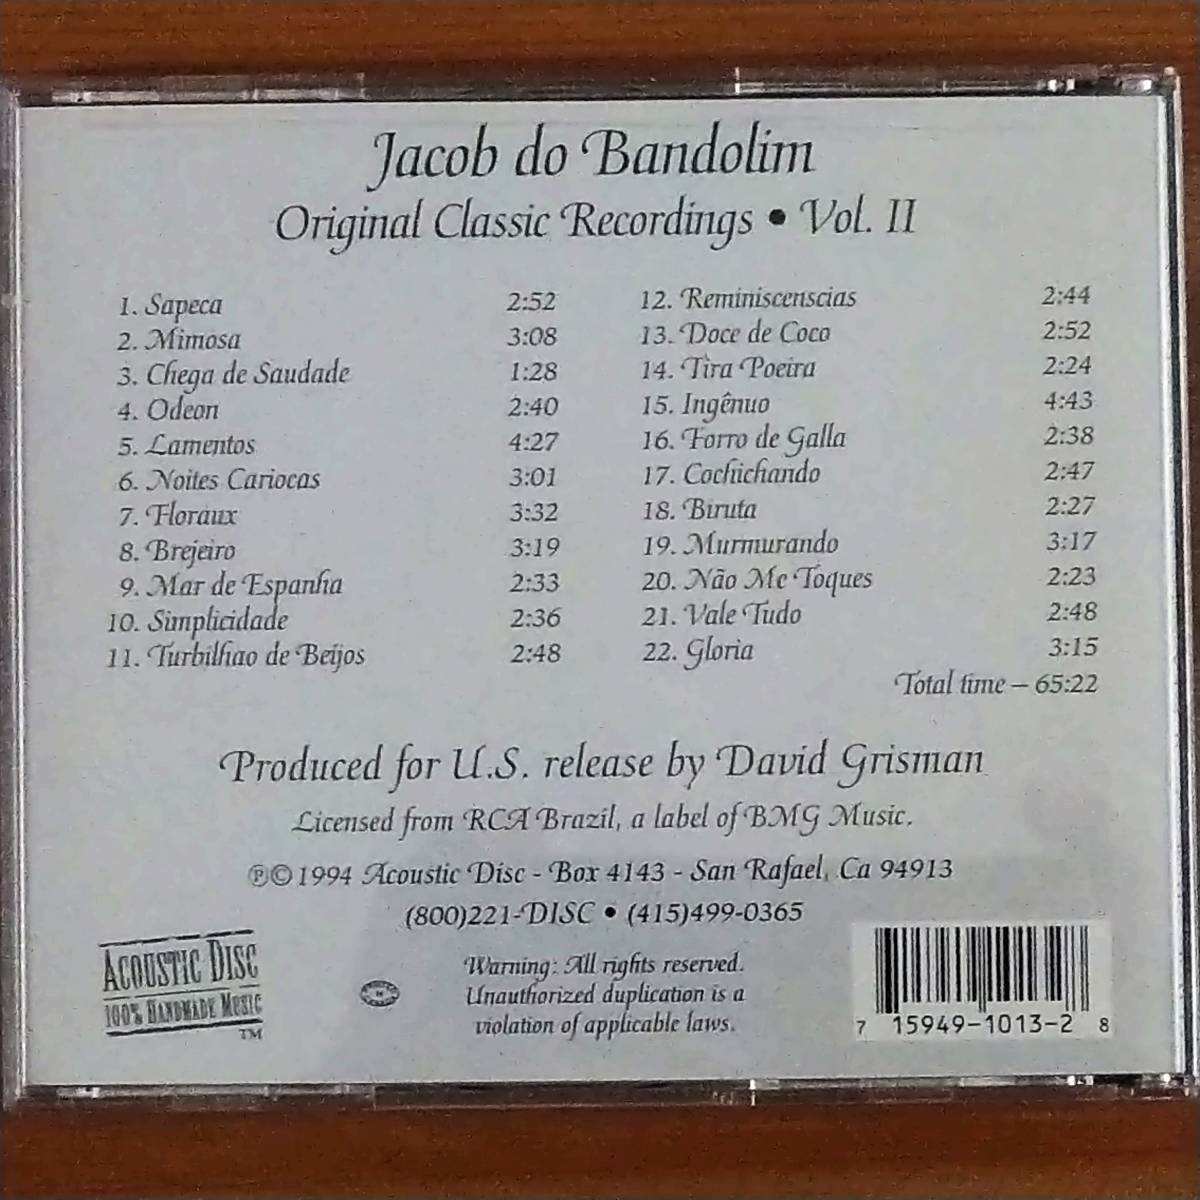 Jacob do Bandolim
Original Classic Recordings • Vol. II
1. Sapeca 2:52
2. Mimosa 3:08
3. Chega de Saudade 1:28
4. Odeon 2:40
5. Lamentos 4:27
6. Noites Cariocas 3:01
7. Floraux 3:32
8. Brejeiro 3:19
9. Mar de Espanha 2:33
10. Simplicidade 2:36
11. Turbilhao de Beijos 2:48
12. Reminiscenscias 2:44
13. Doce de Coco 2:52
14. Tira Poeira 2:24
15. Ingênuo 4:43
16. Forro de Galla 2:38
17. Cochichando 2:47
18. Biruta 2:27
19. Murmurando 3:17
20. Não Me Toques 2:23
21. Vale Tudo 2:48
22. Gloria 3:15
Total time – 65:22
Produced for U.S. release by David Grisman
Licensed from RCA Brazil, a label of BMG Music.
℗©1994 Acoustic Disc - Box 4143 - San Rafael, Ca 94913
(800)221-DISC • (415)499-0365
Warning: All rights reserved.
Unauthorized duplication is a
violation of applicable laws.
ACOUSTIC DISC
100% HANDMADE MUSIC
TM
7 15949-1013-2 8